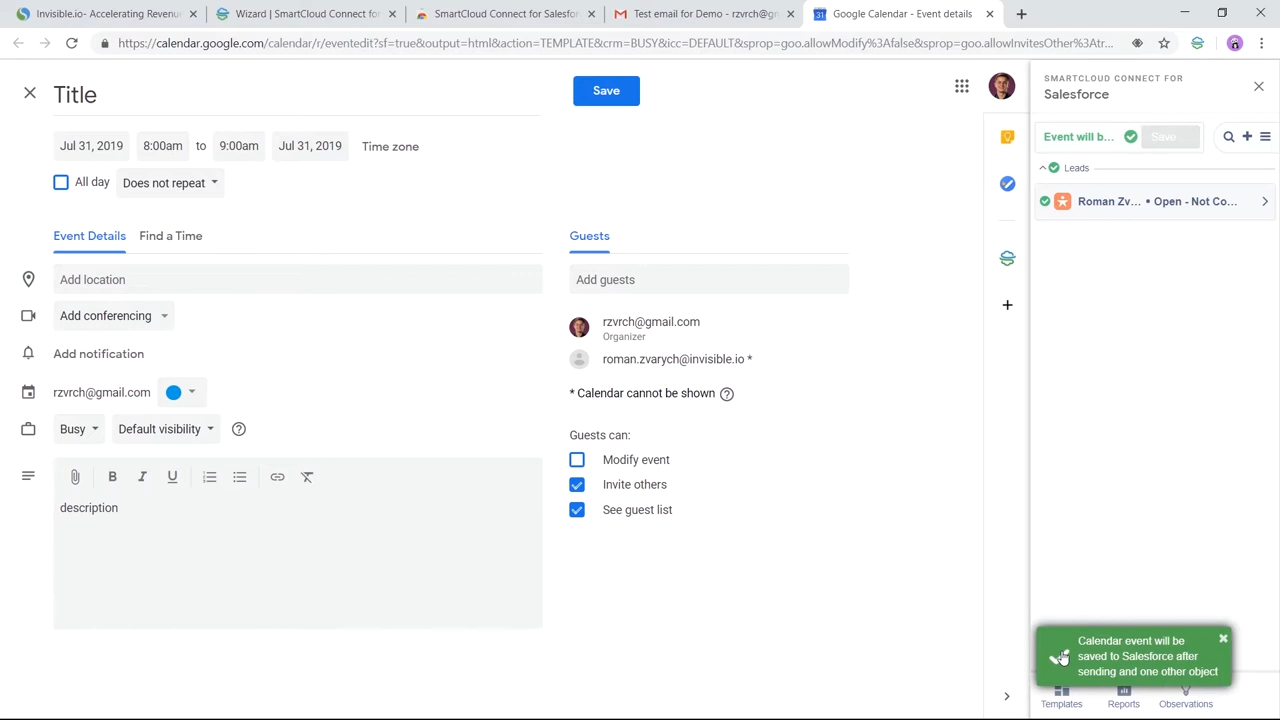 Invisible.io- Accelerating Revenu
Wizard | SmartCloud Connect for
SmartCloud Connect for Salesfor
Test email for Demo - rzvrch@gm
Google Calendar - Event details
https://calendar.google.com/calendar/r/eventedit?sf=true&output=html&action=TEMPLATE&crm=BUSY&icc=DEFAULT&sprop=goo.allowModify%3Afalse&sprop=goo.allowInvitesOther%3Atr...
Title
Save
Jul 31, 2019 8:00am to 9:00am Jul 31, 2019 Time zone
All day Does not repeat
Event Details Find a Time
Add location
Add conferencing
Add notification
rzvrch@gmail.com
Busy Default visibility
description
Guests
Add guests
rzvrch@gmail.com
Organizer
roman.zvarych@invisible.io *
* Calendar cannot be shown
Guests can:
Modify event
Invite others
See guest list
SMARTCLOUD CONNECT FOR
Salesforce
Event will b... Save
Leads
Roman Zv... • Open - Not Co...
Calendar event will be
saved to Salesforce after
sending and one other object
Templates Reports Observations